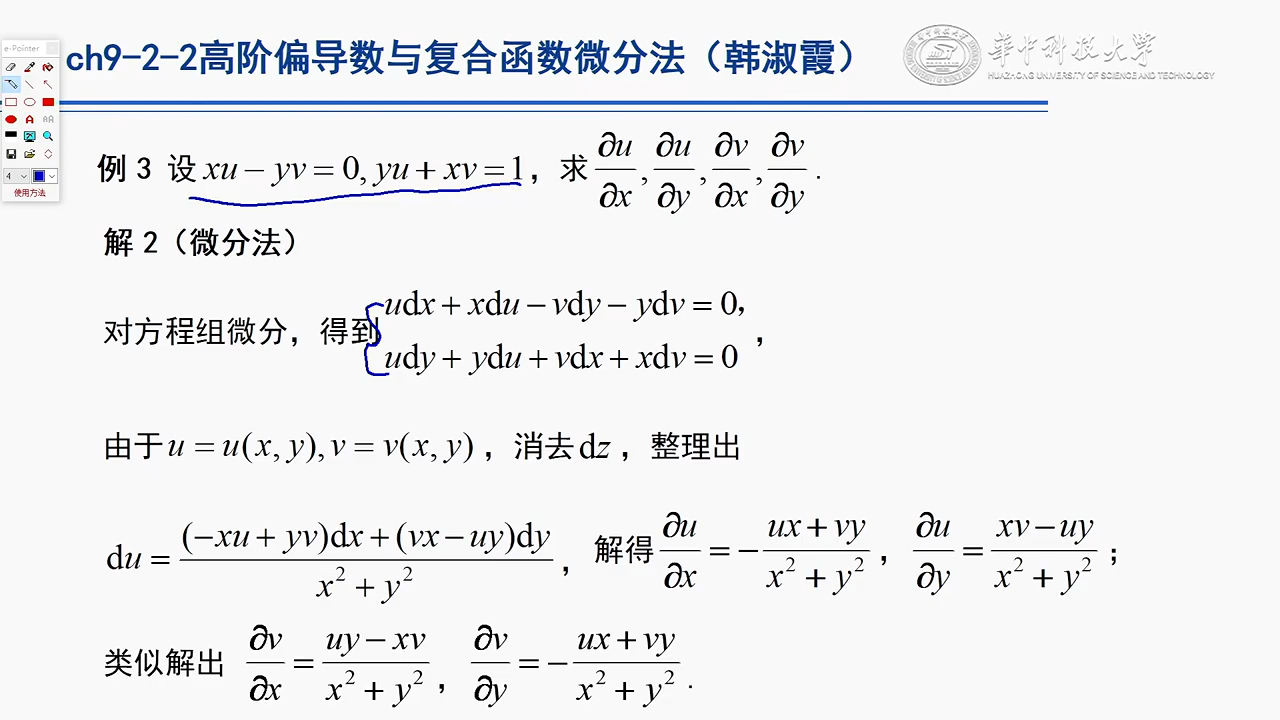 e-Pointer
ch9-2-2高阶偏导数与复合函数微分法（韩淑霞）
华中科技大学
HUAZHONG UNIVERSITY OF SCIENCE AND TECHNOLOGY
A AA
4
使用方法
例 3 设 xu − yv = 0, yu + xv = 1，求 ∂u/∂x, ∂u/∂y, ∂v/∂x, ∂v/∂y .
解 2（微分法）
对方程组微分，得到 udx + xdu − vdy − ydv = 0,
udy + ydu + vdx + xdv = 0 ，
由于 u = u(x, y), v = v(x, y) ，消去 dz ，整理出
du = ((−xu + yv)dx + (vx − uy)dy)/(x² + y²) ，解得 ∂u/∂x = −(ux + vy)/(x² + y²) ，∂u/∂y = (xv − uy)/(x² + y²) ；
类似解出 ∂v/∂x = (uy − xv)/(x² + y²) ，∂v/∂y = −(ux + vy)/(x² + y²) .